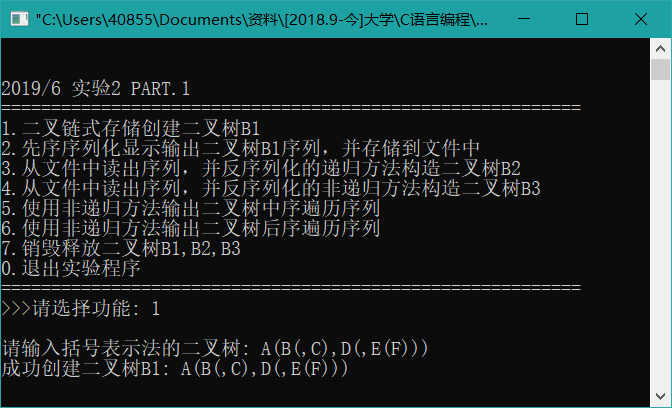 "C:\Users\40855\Documents\资料\[2018.9-今]大学\C语言编程\...
2019/6 实验2 PART.1
==========================================================
1.二叉链式存储创建二叉树B1
2.先序序列化显示输出二叉树B1序列，并存储到文件中
3.从文件中读出序列，并反序列化的递归方法构造二叉树B2
4.从文件中读出序列，并反序列化的非递归方法构造二叉树B3
5.使用非递归方法输出二叉树中序遍历序列
6.使用非递归方法输出二叉树后序遍历序列
7.销毁释放二叉树B1,B2,B3
0.退出实验程序
==========================================================
>>>请选择功能: 1
请输入括号表示法的二叉树: A(B(,C),D(,E(F)))
成功创建二叉树B1: A(B(,C),D(,E(F)))